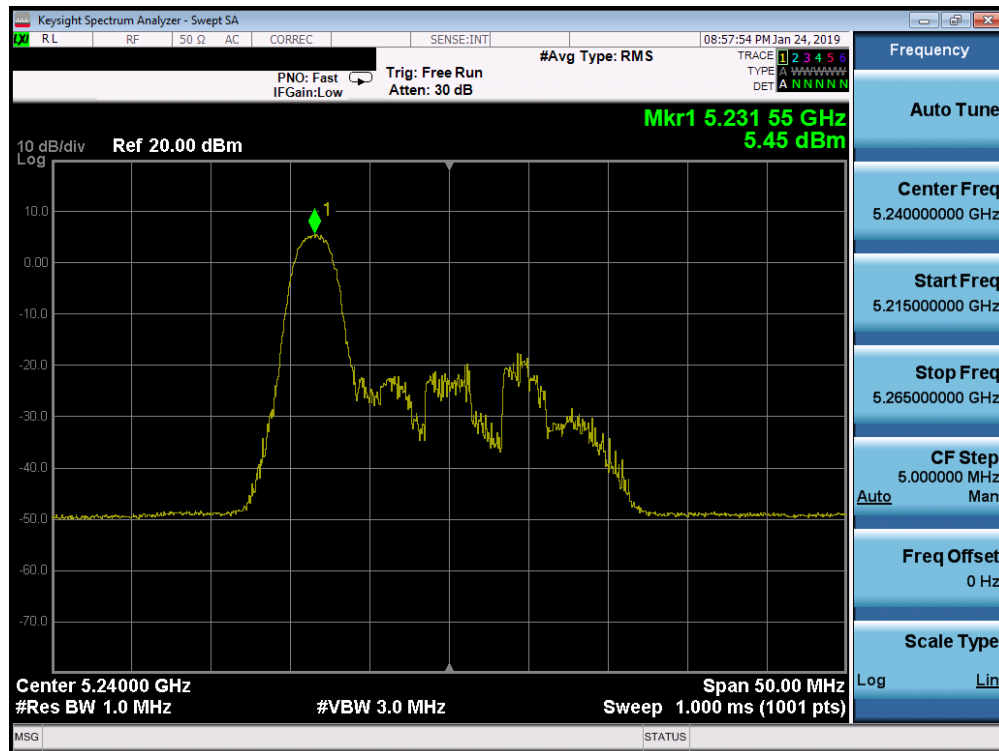 Keysight Spectrum Analyzer - Swept SA
LXI RL RF 50 Ω AC CORREC SENSE:INT 08:57:54 PM Jan 24, 2019
Frequency
PNO: Fast
IFGain:Low
Trig: Free Run
Atten: 30 dB
#Avg Type: RMS
TRACE 1 2 3 4 5 6
TYPE A WWWWW
DET A N N N N N
Mkr1 5.231 55 GHz
5.45 dBm
10 dB/div Ref 20.00 dBm
Log
1
10.0
0.00
-10.0
-20.0
-30.0
-40.0
-50.0
-60.0
-70.0
Center 5.24000 GHz Span 50.00 MHz
#Res BW 1.0 MHz #VBW 3.0 MHz Sweep 1.000 ms (1001 pts)
MSG STATUS
Auto Tune
Center Freq
5.240000000 GHz
Start Freq
5.215000000 GHz
Stop Freq
5.265000000 GHz
CF Step
5.000000 MHz
Auto Man
Freq Offset
0 Hz
Scale Type
Log Lin